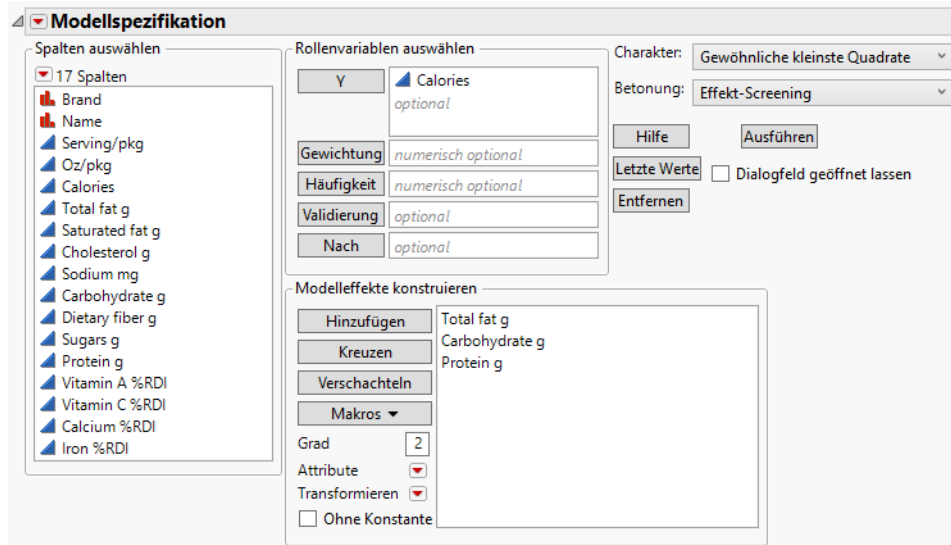 Modellspezifikation
Spalten auswählen
17 Spalten
Brand
Name
Serving/pkg
Oz/pkg
Calories
Total fat g
Saturated fat g
Cholesterol g
Sodium mg
Carbohydrate g
Dietary fiber g
Sugars g
Protein g
Vitamin A %RDI
Vitamin C %RDI
Calcium %RDI
Iron %RDI
Rollenvariablen auswählen
Y
Calories
optional
Gewichtung numerisch optional
Häufigkeit numerisch optional
Validierung optional
Nach optional
Charakter: Gewöhnliche kleinste Quadrate
Betonung: Effekt-Screening
Hilfe Ausführen
Letzte Werte Dialogfeld geöffnet lassen
Entfernen
Modelleffekte konstruieren
Hinzufügen
Kreuzen
Verschachteln
Makros
Grad 2
Attribute
Transformieren
Ohne Konstante
Total fat g
Carbohydrate g
Protein g